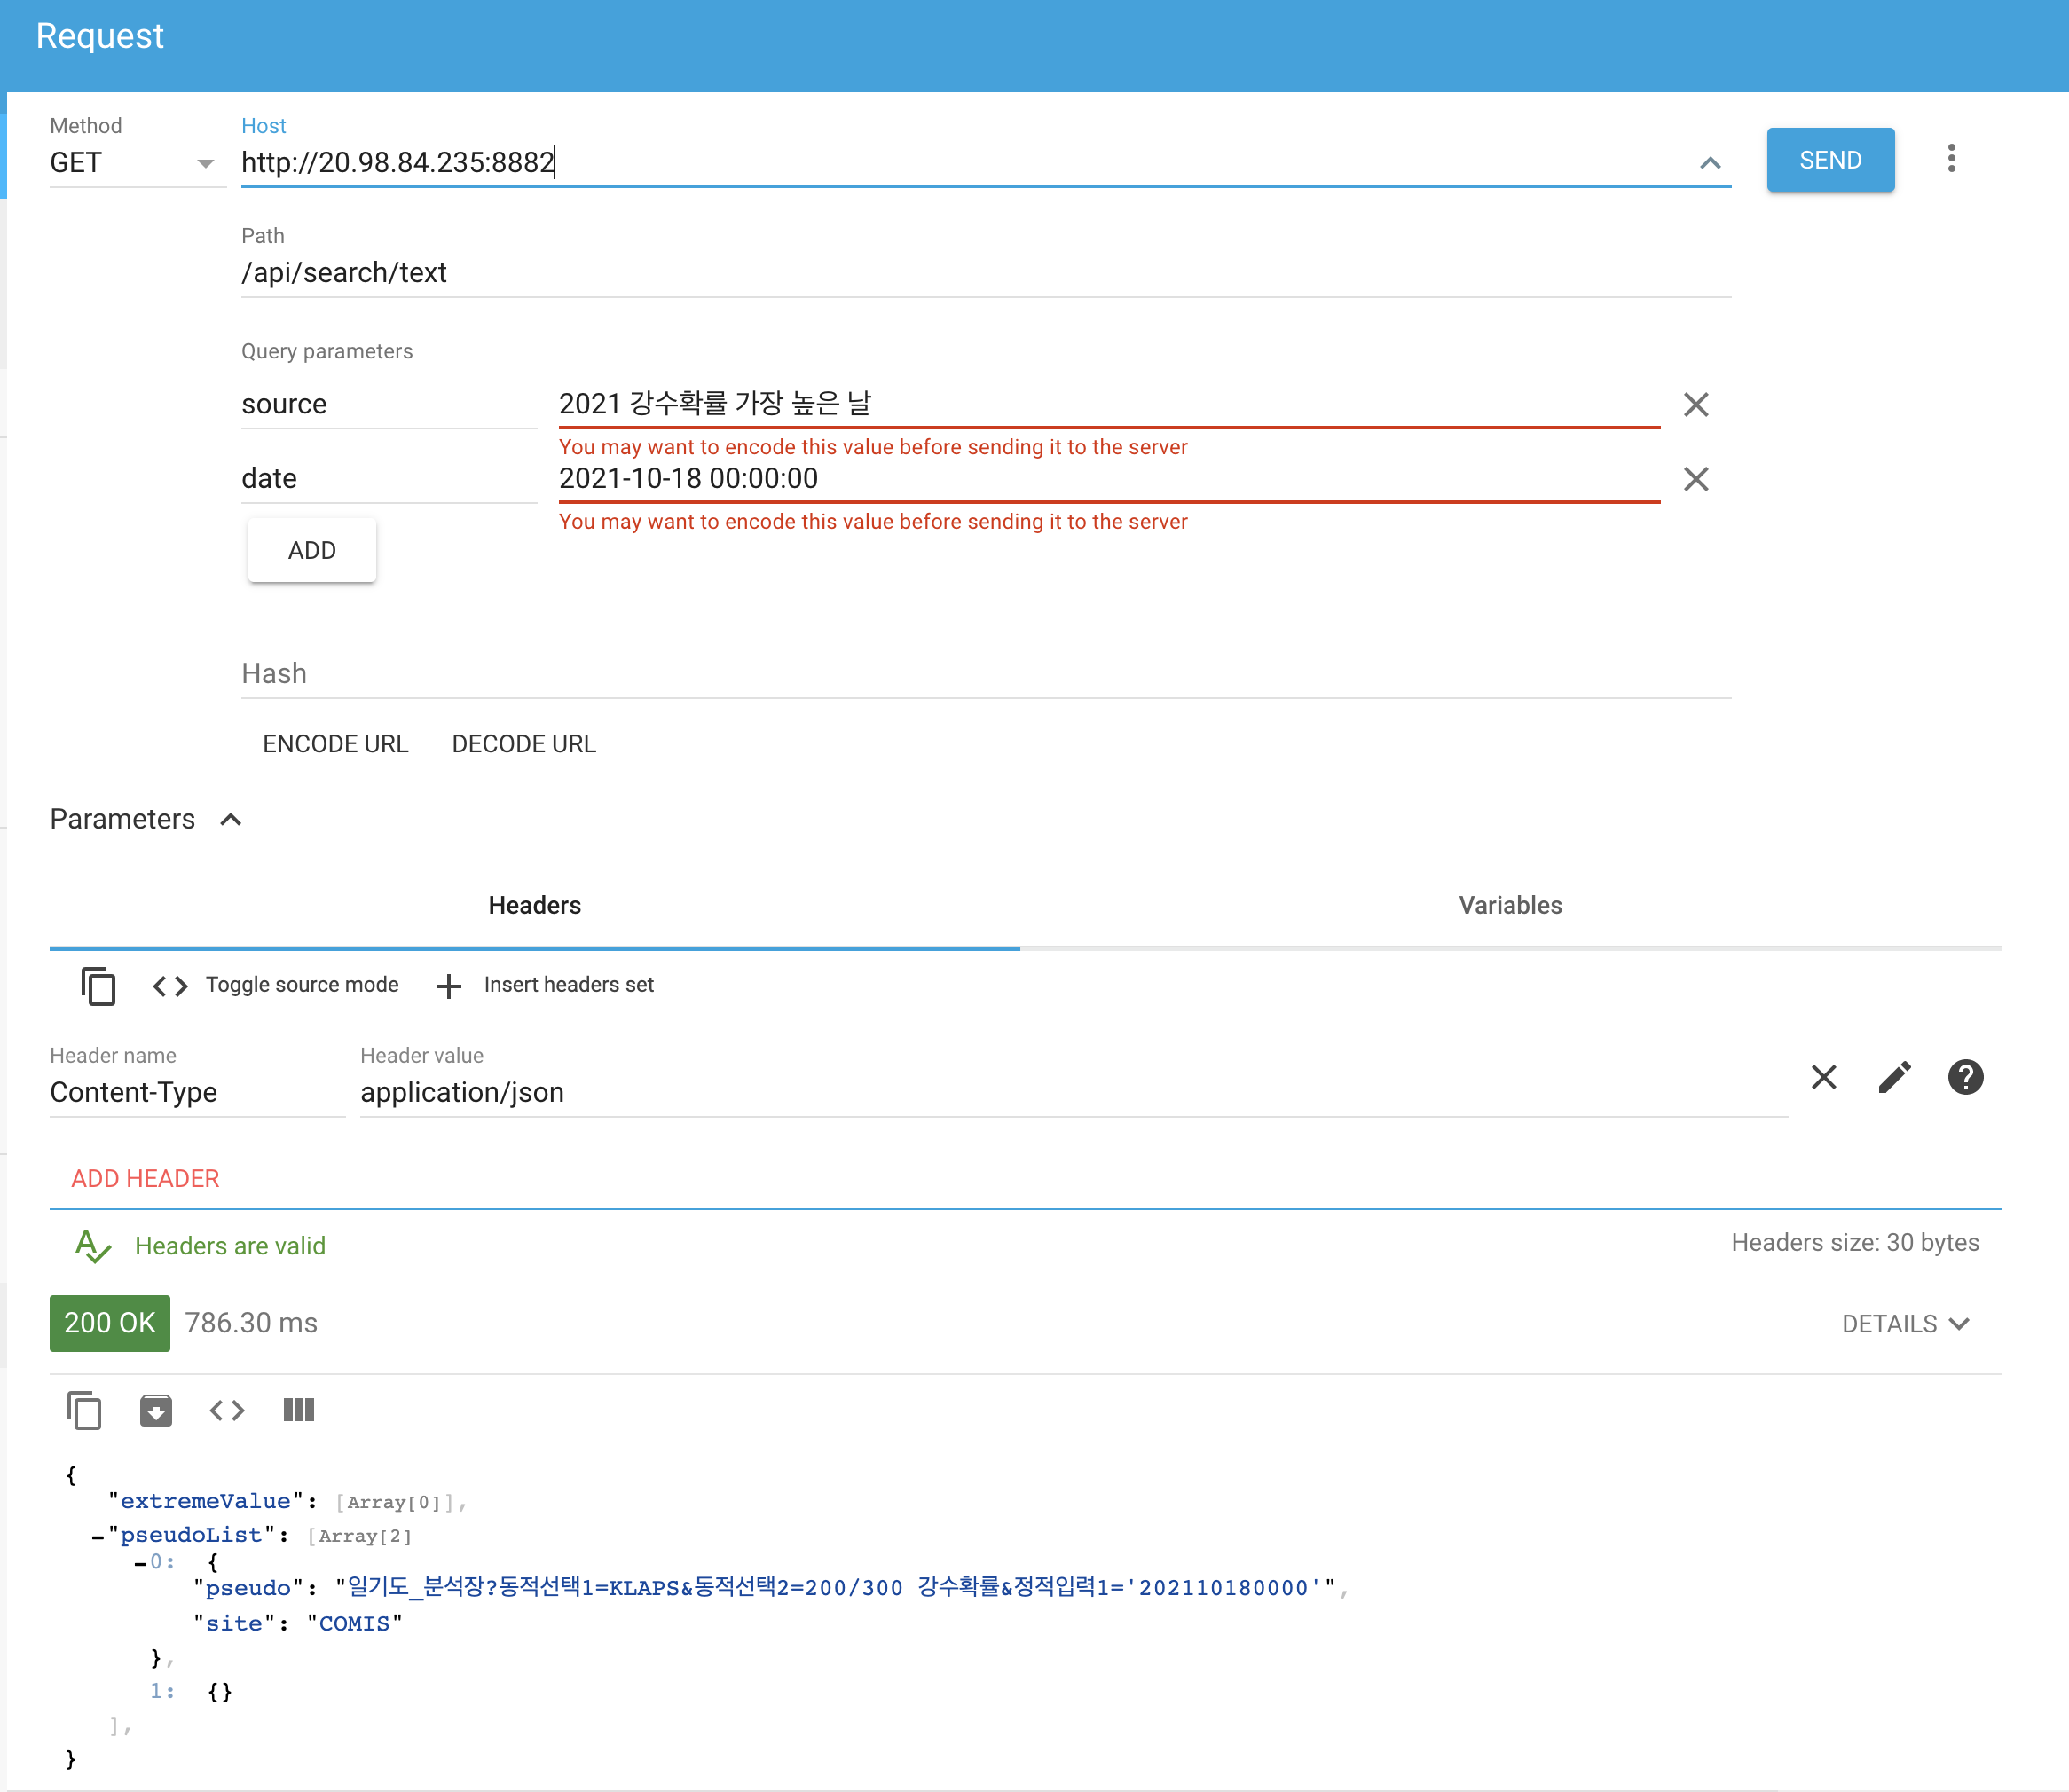 Request
Method
Host
GET
http://20.98.84.235:8882
SEND
Path
/api/search/text
Query parameters
source
2021 강수확률 가장 높은 날
You may want to encode this value before sending it to the server
date
2021-10-18 00:00:00
You may want to encode this value before sending it to the server
ADD
Hash
ENCODE URL DECODE URL
Parameters
Headers Variables
Toggle source mode Insert headers set
Header name Header value
Content-Type application/json
ADD HEADER
Headers are valid Headers size: 30 bytes
200 OK 786.30 ms DETAILS
{
"extremeValue": [Array[0]],
-"pseudoList": [Array[2]
-0: {
"pseudo": "일기도_분석장?동적선택1=KLAPS&동적선택2=200/300 강수확률&정적입력1='202110180000'",
"site": "COMIS"
},
1: {}
],
}